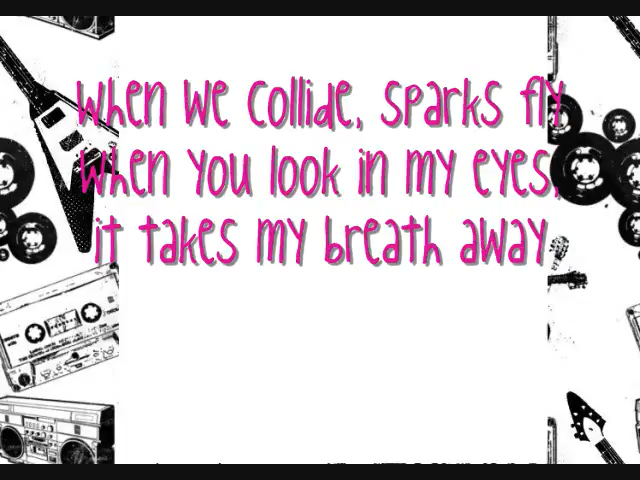 When we collide, sparks fly
When you look in my eyes,
it takes my breath away